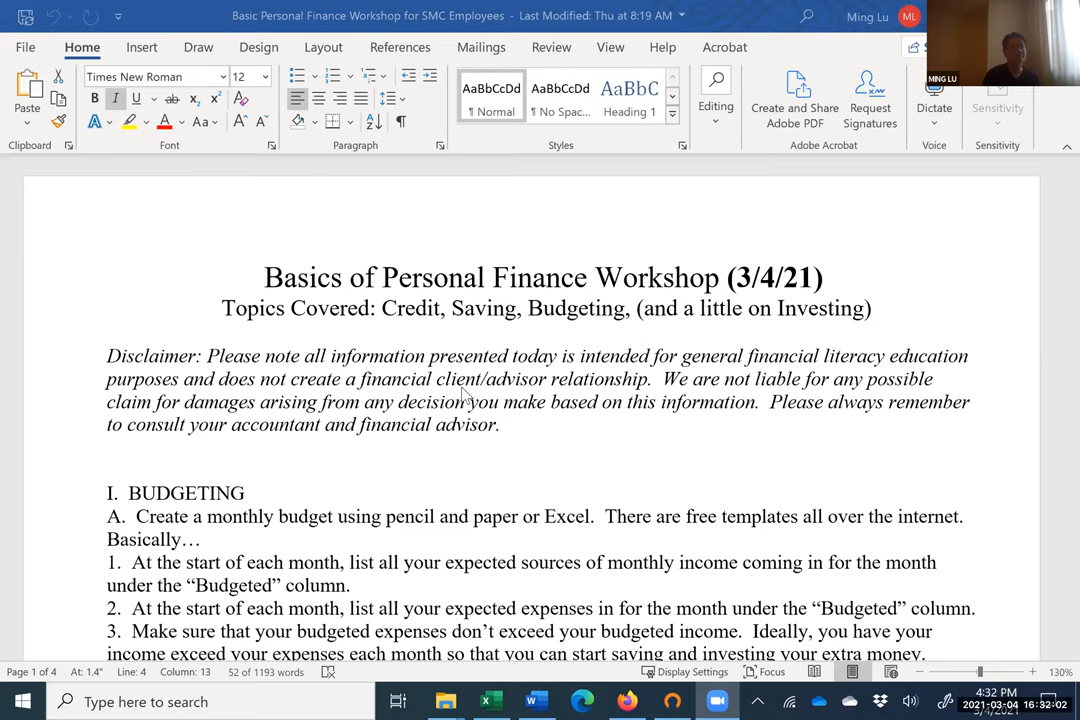 Basic Personal Finance Workshop for SMC Employees - Last Modified: Thu at 8:19 AM
Ming Lu
ML
File
Home
Insert
Draw
Design
Layout
References
Mailings
Review
View
Help
Acrobat
MING LU
Times New Roman
12
Paste
B I U ab x₂ x² A
A A Aa A A
AaBbCcDd
¶ Normal
AaBbCcDd
¶ No Spac...
AaBbC
Heading 1
Editing
Create and Share
Adobe PDF
Request
Signatures
Dictate
Sensitivity
Clipboard
Font
Paragraph
Styles
Adobe Acrobat
Voice
Sensitivity
Basics of Personal Finance Workshop (3/4/21)
Topics Covered: Credit, Saving, Budgeting, (and a little on Investing)
Disclaimer: Please note all information presented today is intended for general financial literacy education
purposes and does not create a financial client/advisor relationship.  We are not liable for any possible
claim for damages arising from any decision you make based on this information.  Please always remember
to consult your accountant and financial advisor.
I.  BUDGETING
A.  Create a monthly budget using pencil and paper or Excel.  There are free templates all over the internet.
Basically…
1.  At the start of each month, list all your expected sources of monthly income coming in for the month
under the “Budgeted” column.
2.  At the start of each month, list all your expected expenses in for the month under the “Budgeted” column.
3.  Make sure that your budgeted expenses don’t exceed your budgeted income.  Ideally, you have your
income exceed your expenses each month so that you can start saving and investing your extra money.
Page 1 of 4
At: 1.4"
Line: 4
Column: 13
52 of 1193 words
Display Settings
Focus
130%
Type here to search
4:32 PM
2021-03-04 16:32:02